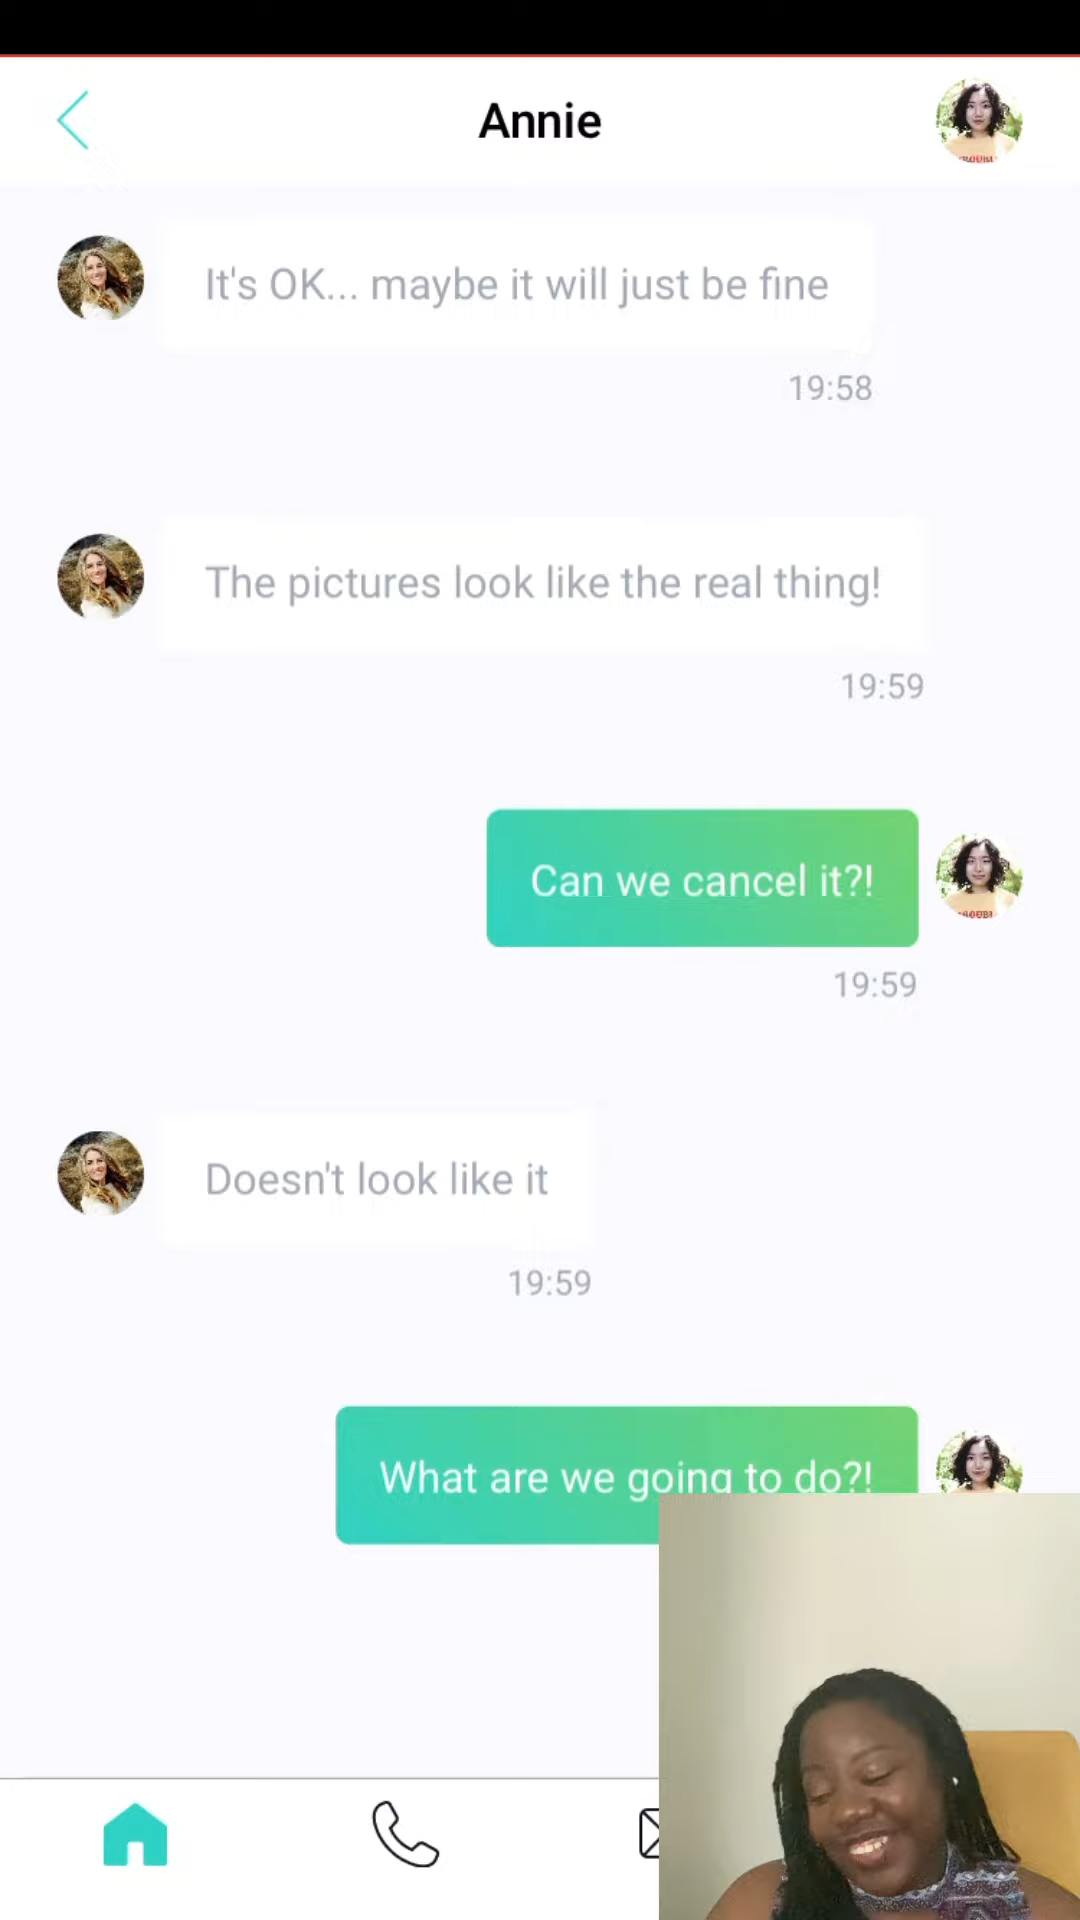 Annie
It's OK... maybe it will just be fine
19:58
The pictures look like the real thing!
19:59
Can we cancel it?!
19:59
Doesn't look like it
19:59
What are we going to do?!